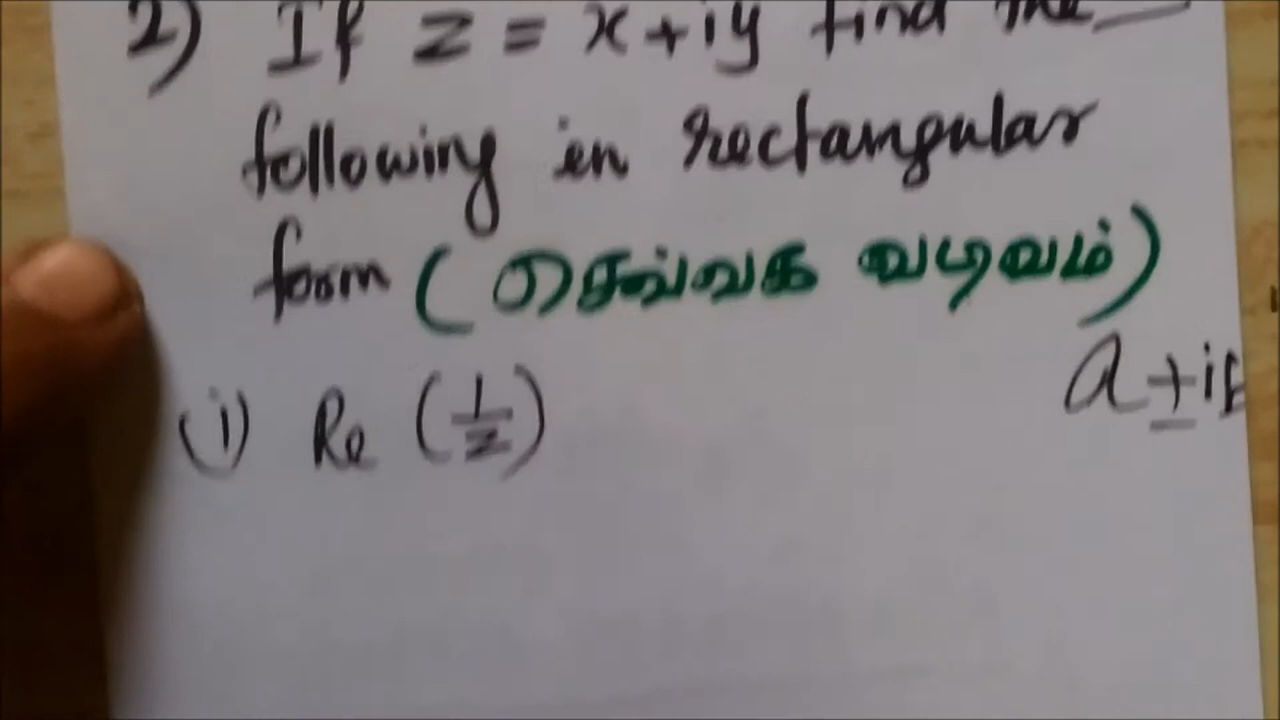 2) If z = x+iy find the
following in rectangular
form (செவ்வக வடிவம்)
a+ib
(i) Re (1/z)